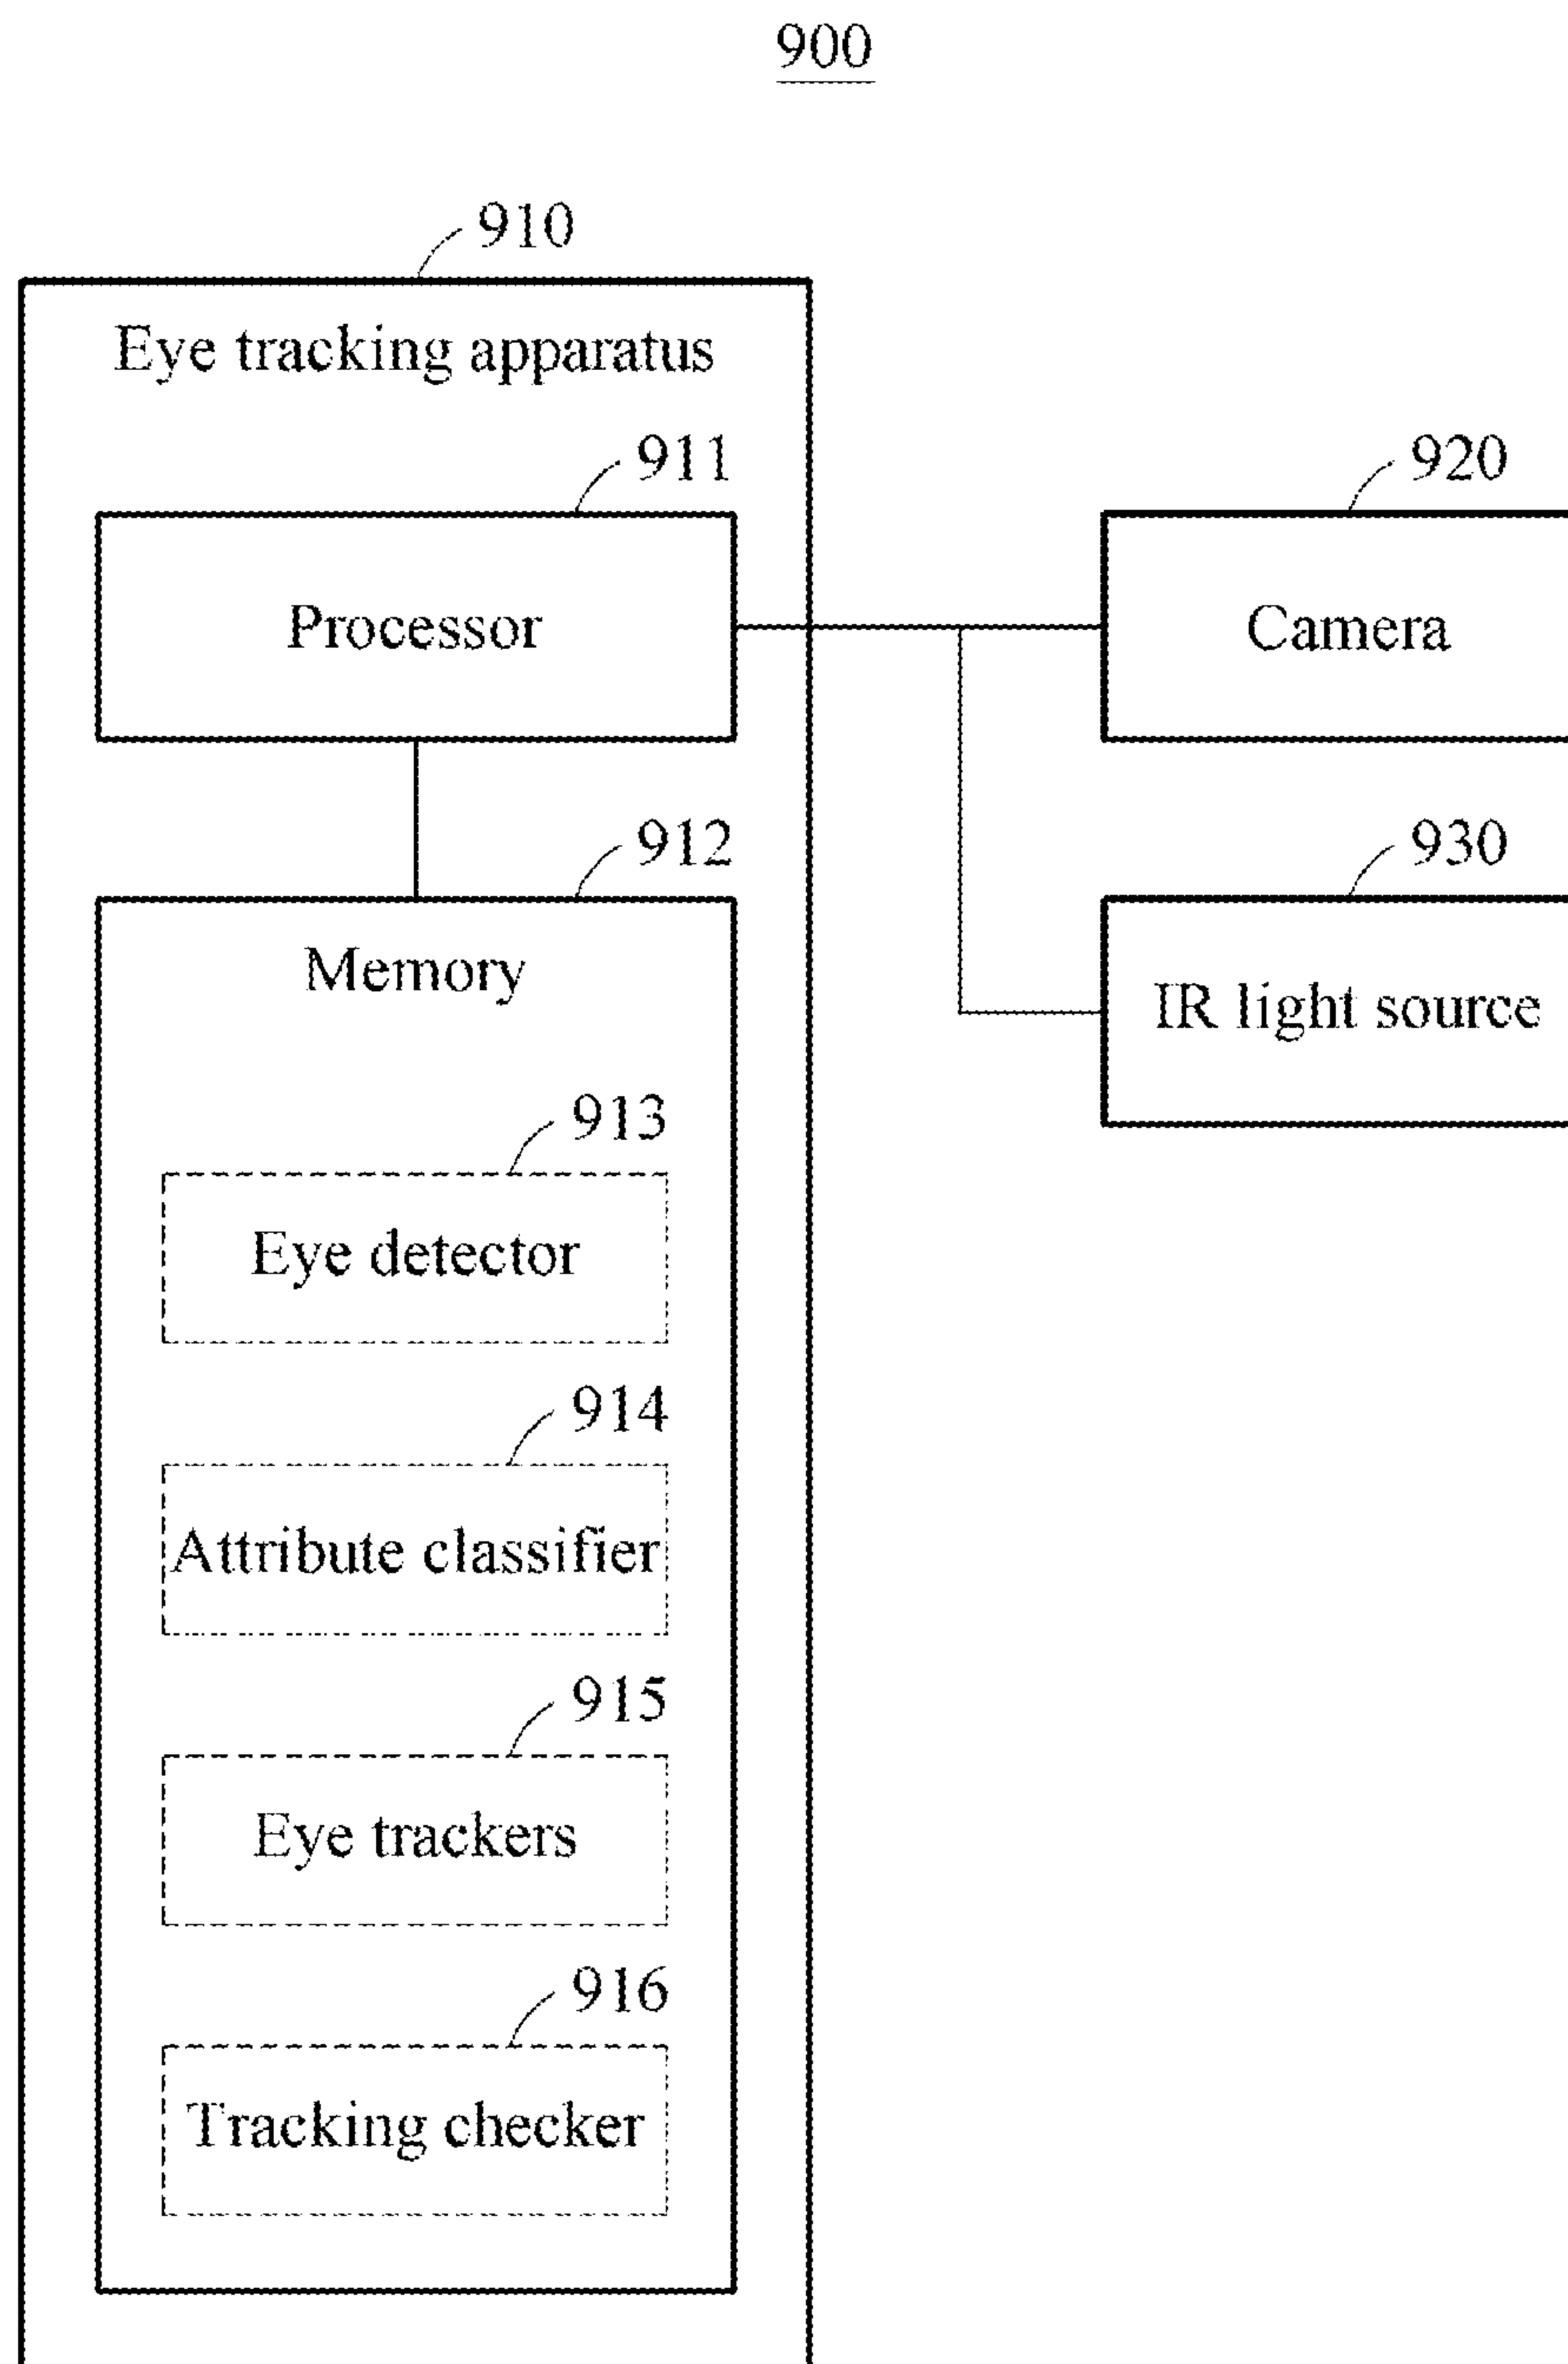 900
910
Eye tracking apparatus
911
Processor
920
Camera
912
Memory
930
IR light source
913
Eye detector
914
Attribute classifier
915
Eye trackers
916
Tracking checker